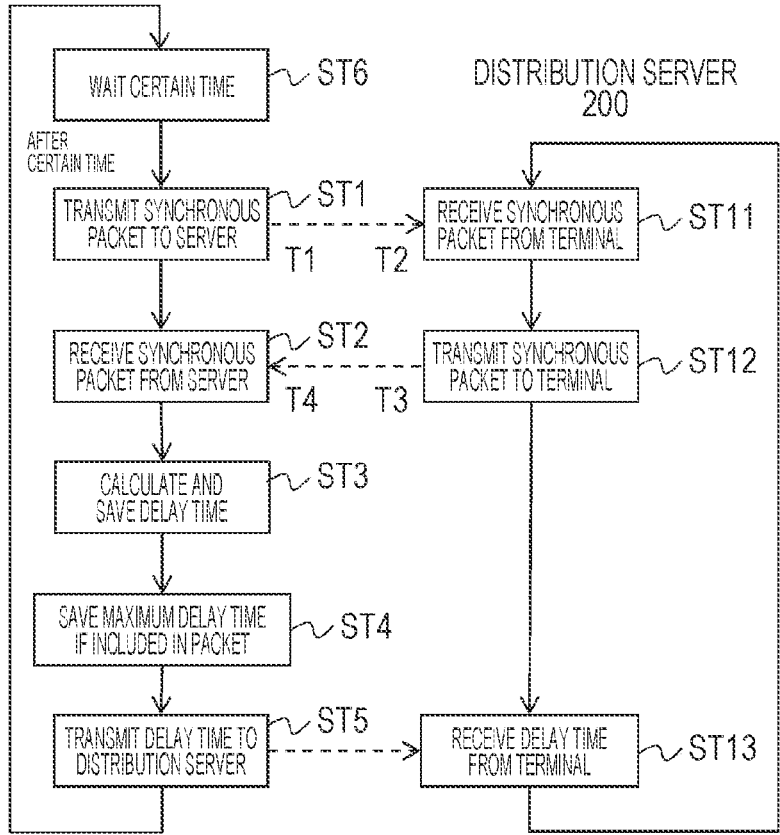 WAIT CERTAIN TIME
ST6
DISTRIBUTION SERVER
200
AFTER
CERTAIN TIME
TRANSMIT SYNCHRONOUS
PACKET TO SERVER
ST1
T1
T2
RECEIVE SYNCHRONOUS
PACKET FROM TERMINAL
ST11
RECEIVE SYNCHRONOUS
PACKET FROM SERVER
ST2
T4
T3
TRANSMIT SYNCHRONOUS
PACKET TO TERMINAL
ST12
CALCULATE AND
SAVE DELAY TIME
ST3
SAVE MAXIMUM DELAY TIME
IF INCLUDED IN PACKET
ST4
TRANSMIT DELAY TIME TO
DISTRIBUTION SERVER
ST5
RECEIVE DELAY TIME
FROM TERMINAL
ST13